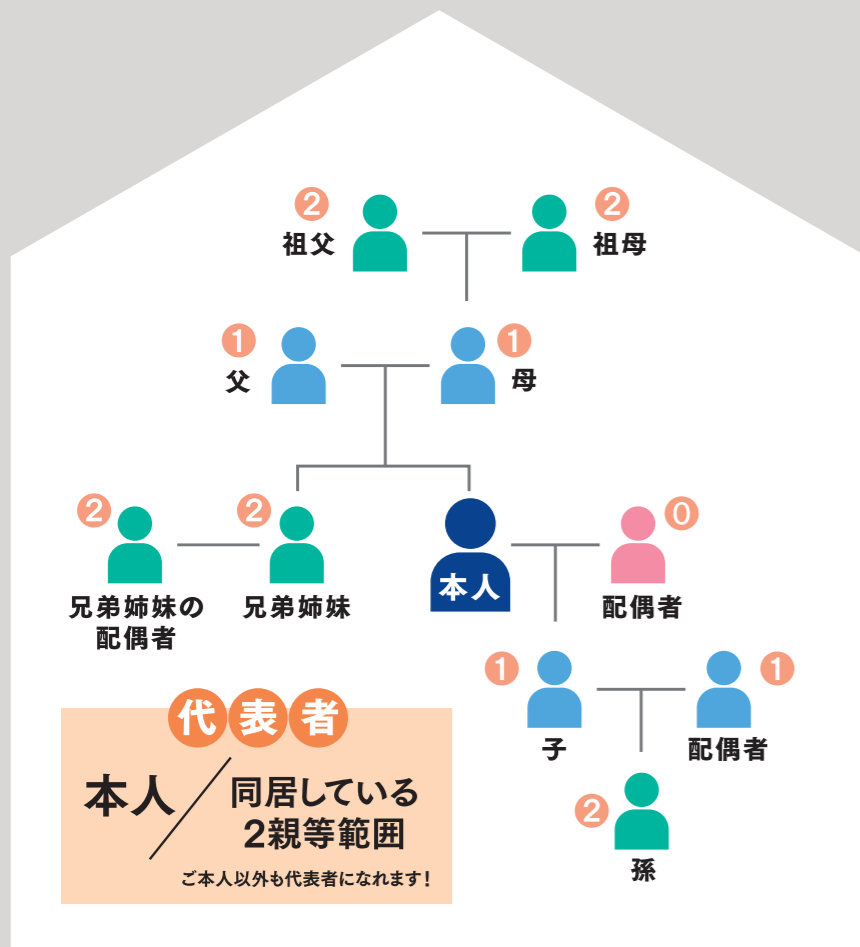 2
祖父
2
祖母
1
父
1
母
2
兄弟姉妹の
配偶者
2
兄弟姉妹
本人
0
配偶者
1
子
1
配偶者
2
孫
代表者
本人/同居している
2親等範囲
ご本人以外も代表者になれます!